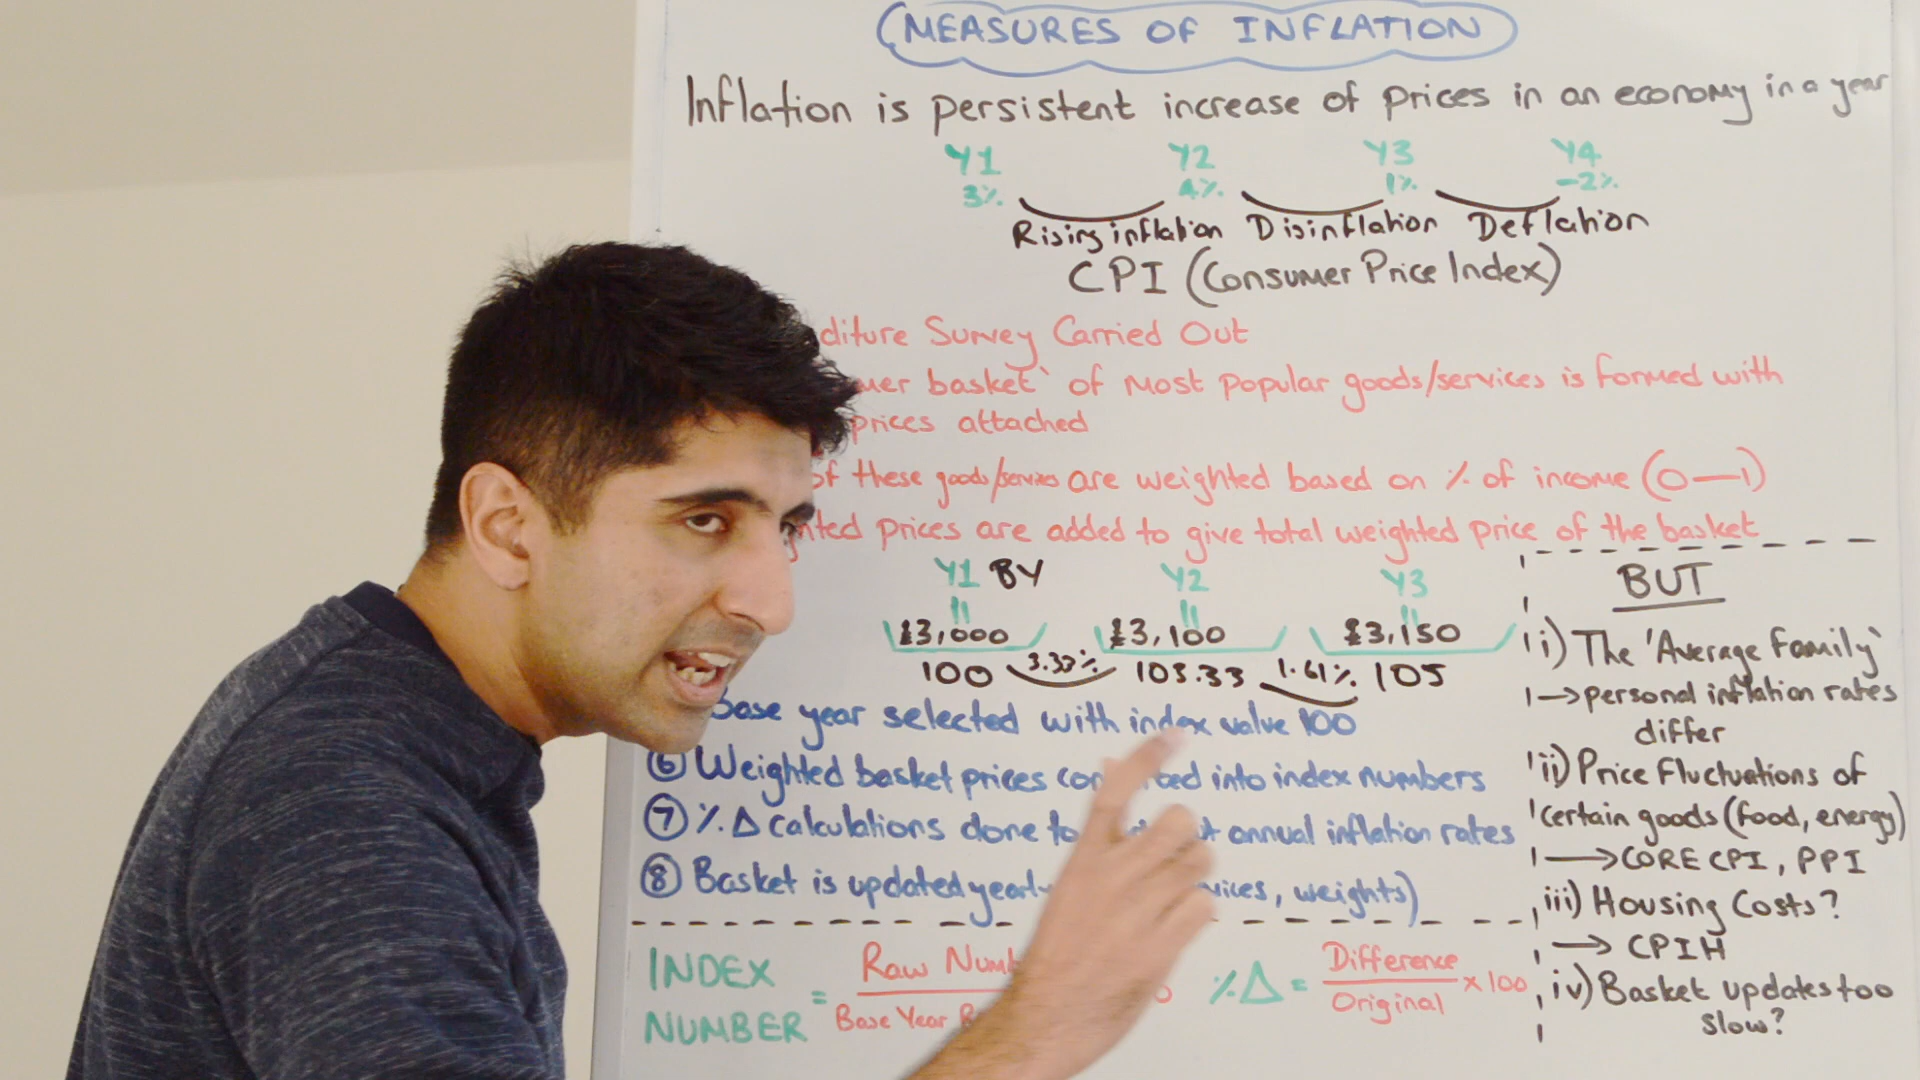 MEASURES OF INFLATION
Inflation is persistent increase of prices in an economy in a year
Y1 Y2 Y3 Y4
3% 4% 1% -2%
Rising inflation Disinflation Deflation
CPI (Consumer Price Index)
diture Survey Carried Out
mer basket' of most popular goods/services is formed with
prices attached
of these goods/services are weighted based on % of income (0—1)
hted prices are added to give total weighted price of the basket
Y1 BY Y2 Y3
£3,000 £3,100 £3,150
100 3.33% 103.33 1.61% 105
Base year selected with index value 100
⑥ Weighted basket prices con ted into index numbers
⑦ %Δ calculations done to annual inflation rates
⑧ Basket is updated yearly vices, weights)
INDEX NUMBER = Raw Num
Base Year R
%Δ = Difference
Original × 100
BUT
i) The 'Average Family'
→ personal inflation rates
differ
ii) Price Fluctuations of
certain goods (food, energy)
→ CORE CPI, PPI
iii) Housing Costs?
→ CPIH
iv) Basket updates too
slow?